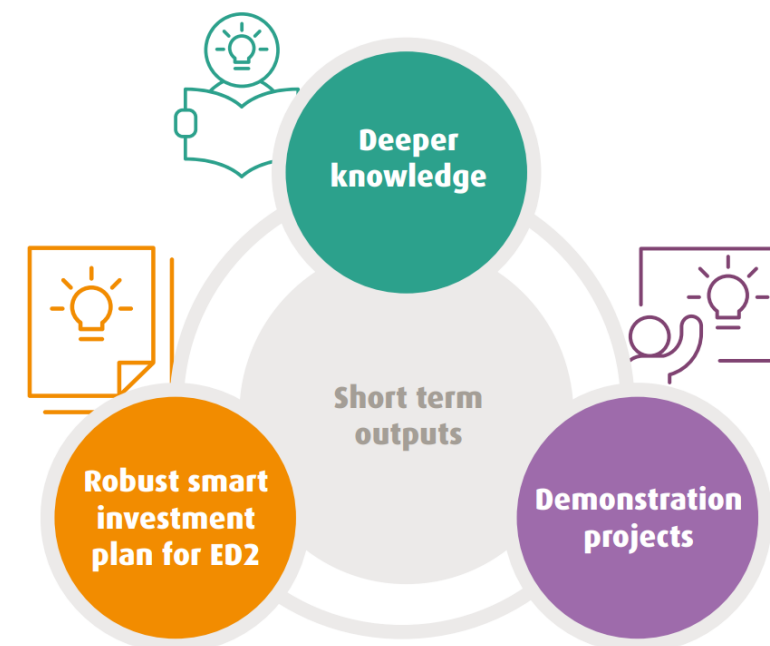 Deeper
knowledge
Short term
outputs
Robust smart
investment
plan for ED2
Demonstration
projects